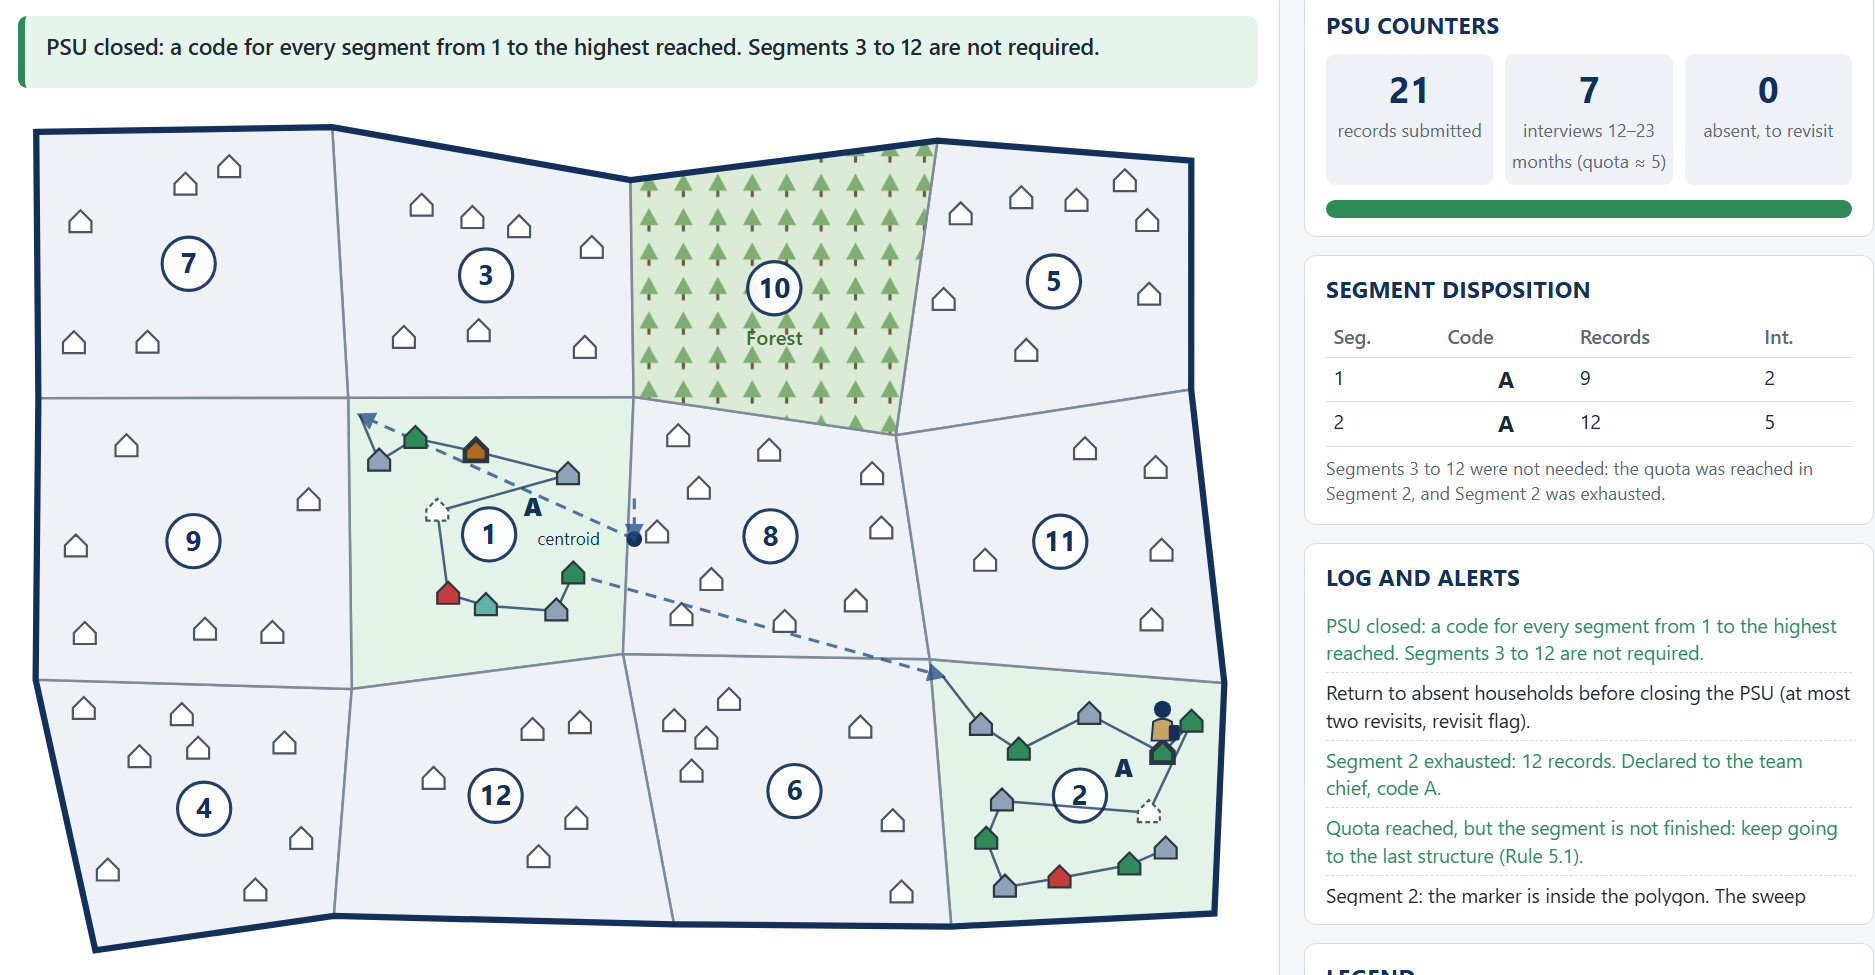 PSU closed: a code for every segment from 1 to the highest reached. Segments 3 to 12 are not required.
7
3
10
Forest
5
9
1
A
centroid
8
11
4
12
6
2
A
PSU COUNTERS
21
records submitted
7
interviews 12–23
months (quota ≈ 5)
0
absent, to revisit
SEGMENT DISPOSITION
Seg. Code Records Int.
1 A 9 2
2 A 12 5
Segments 3 to 12 were not needed: the quota was reached in
Segment 2, and Segment 2 was exhausted.
LOG AND ALERTS
PSU closed: a code for every segment from 1 to the highest
reached. Segments 3 to 12 are not required.
Return to absent households before closing the PSU (at most
two revisits, revisit flag).
Segment 2 exhausted: 12 records. Declared to the team
chief, code A.
Quota reached, but the segment is not finished: keep going
to the last structure (Rule 5.1).
Segment 2: the marker is inside the polygon. The sweep
LEGEND